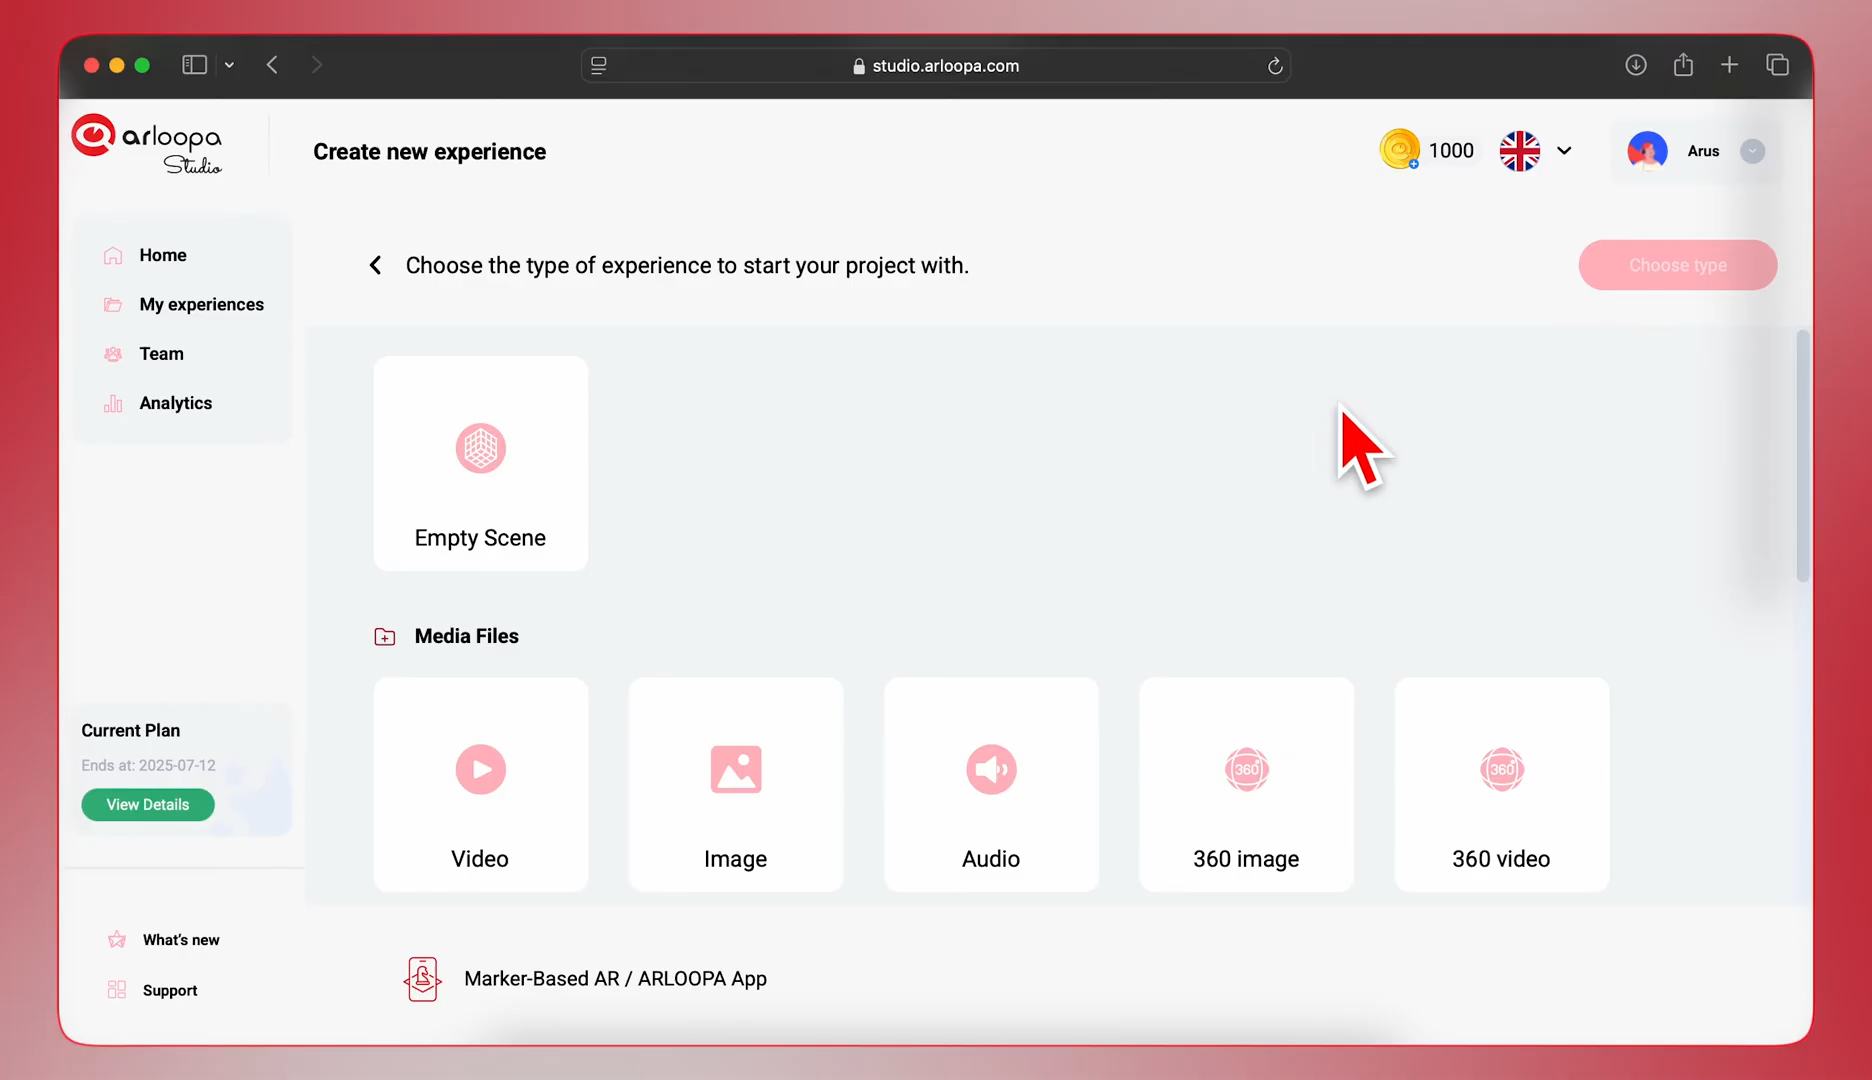 studio.arloopa.com
arloopa
Studio
Create new experience
1000
Arus
Home
My experiences
Team
Analytics
Choose the type of experience to start your project with.
Choose type
Empty Scene
Media Files
Video
Image
Audio
360
360 image
360
360 video
Current Plan
Ends at: 2025-07-12
View Details
What's new
Support
Marker-Based AR / ARLOOPA App